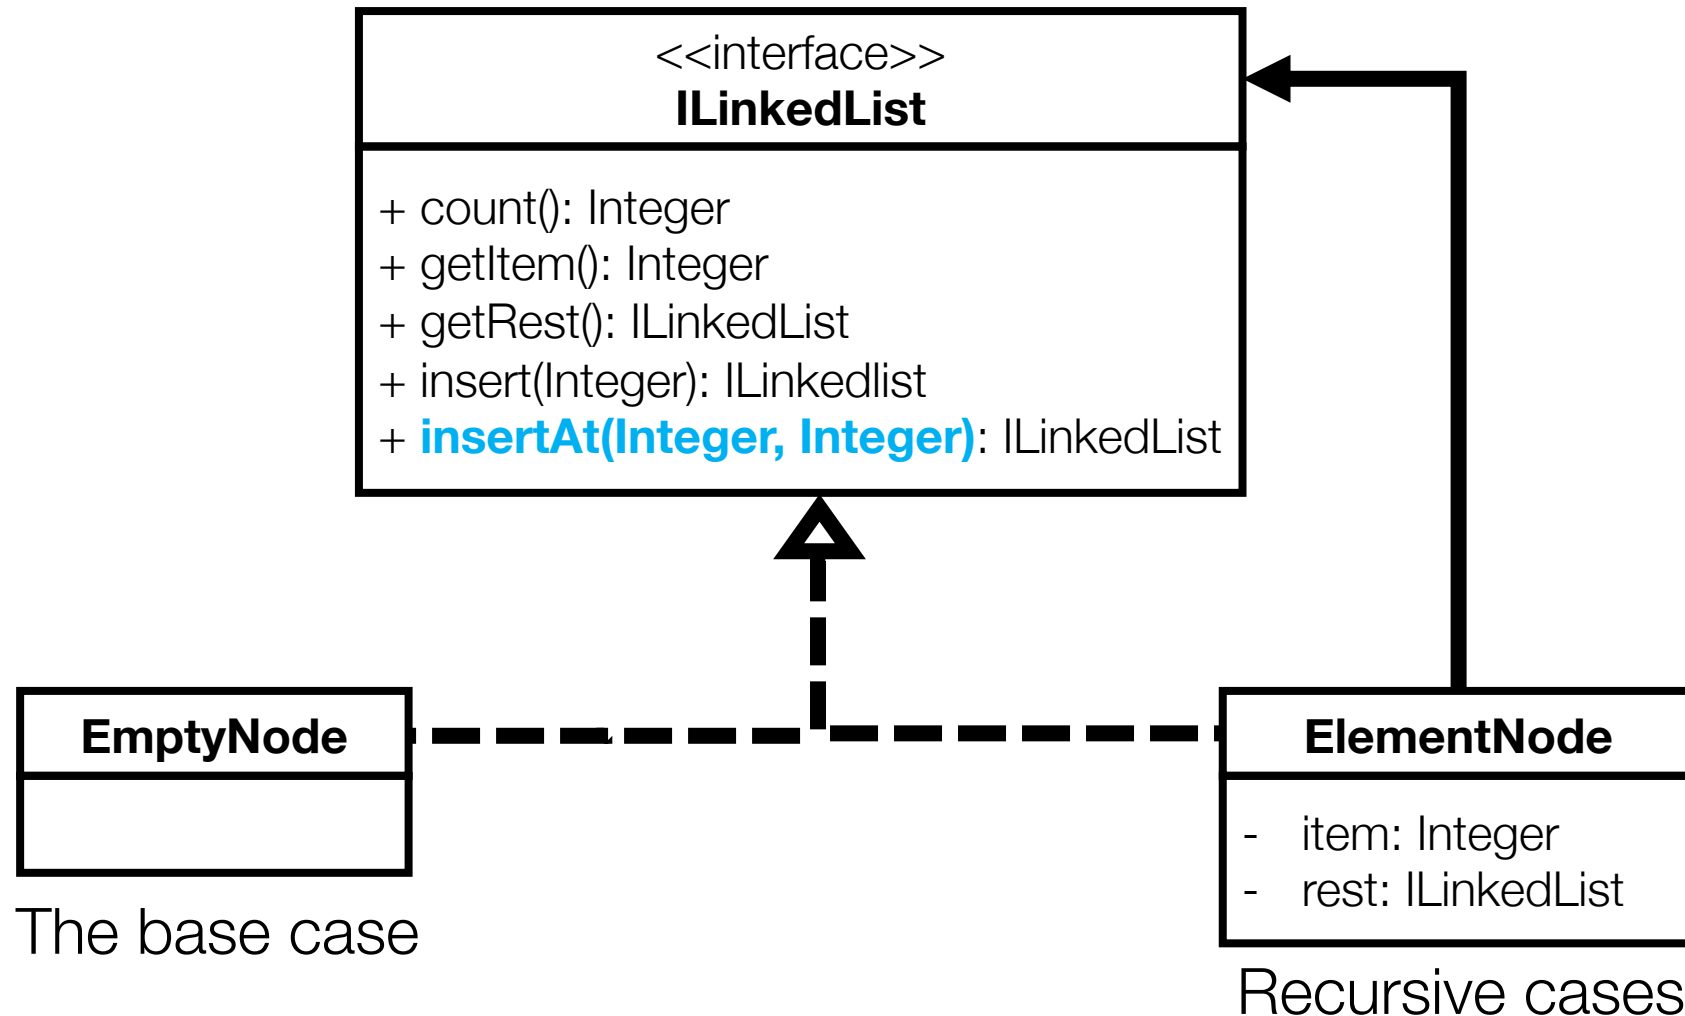 <<interface>>
ILinkedList
+ count(): Integer
+ getItem(): Integer
+ getRest(): ILinkedList
+ insert(Integer): ILinkedlist
+ insertAt(Integer, Integer): ILinkedList
EmptyNode
The base case
ElementNode
- item: Integer
- rest: ILinkedList
Recursive cases